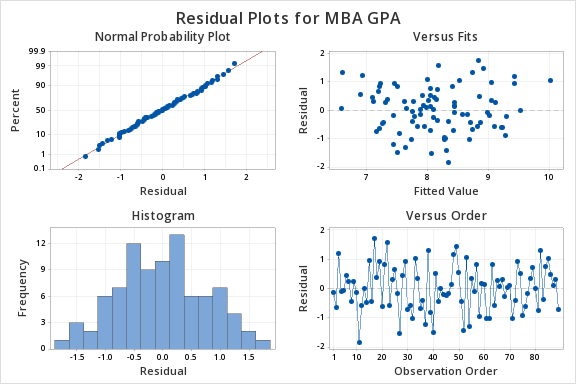 Residual Plots for MBA GPA
Normal Probability Plot
99.9
99
90
50
10
1
0.1
Percent
-2 -1 0 1 2
Residual
Versus Fits
2
1
0
-1
-2
Residual
7 8 9 10
Fitted Value
Histogram
12
9
6
3
0
Frequency
-1.5 -1.0 -0.5 0.0 0.5 1.0 1.5
Residual
Versus Order
2
1
0
-1
-2
Residual
1 10 20 30 40 50 60 70 80
Observation Order